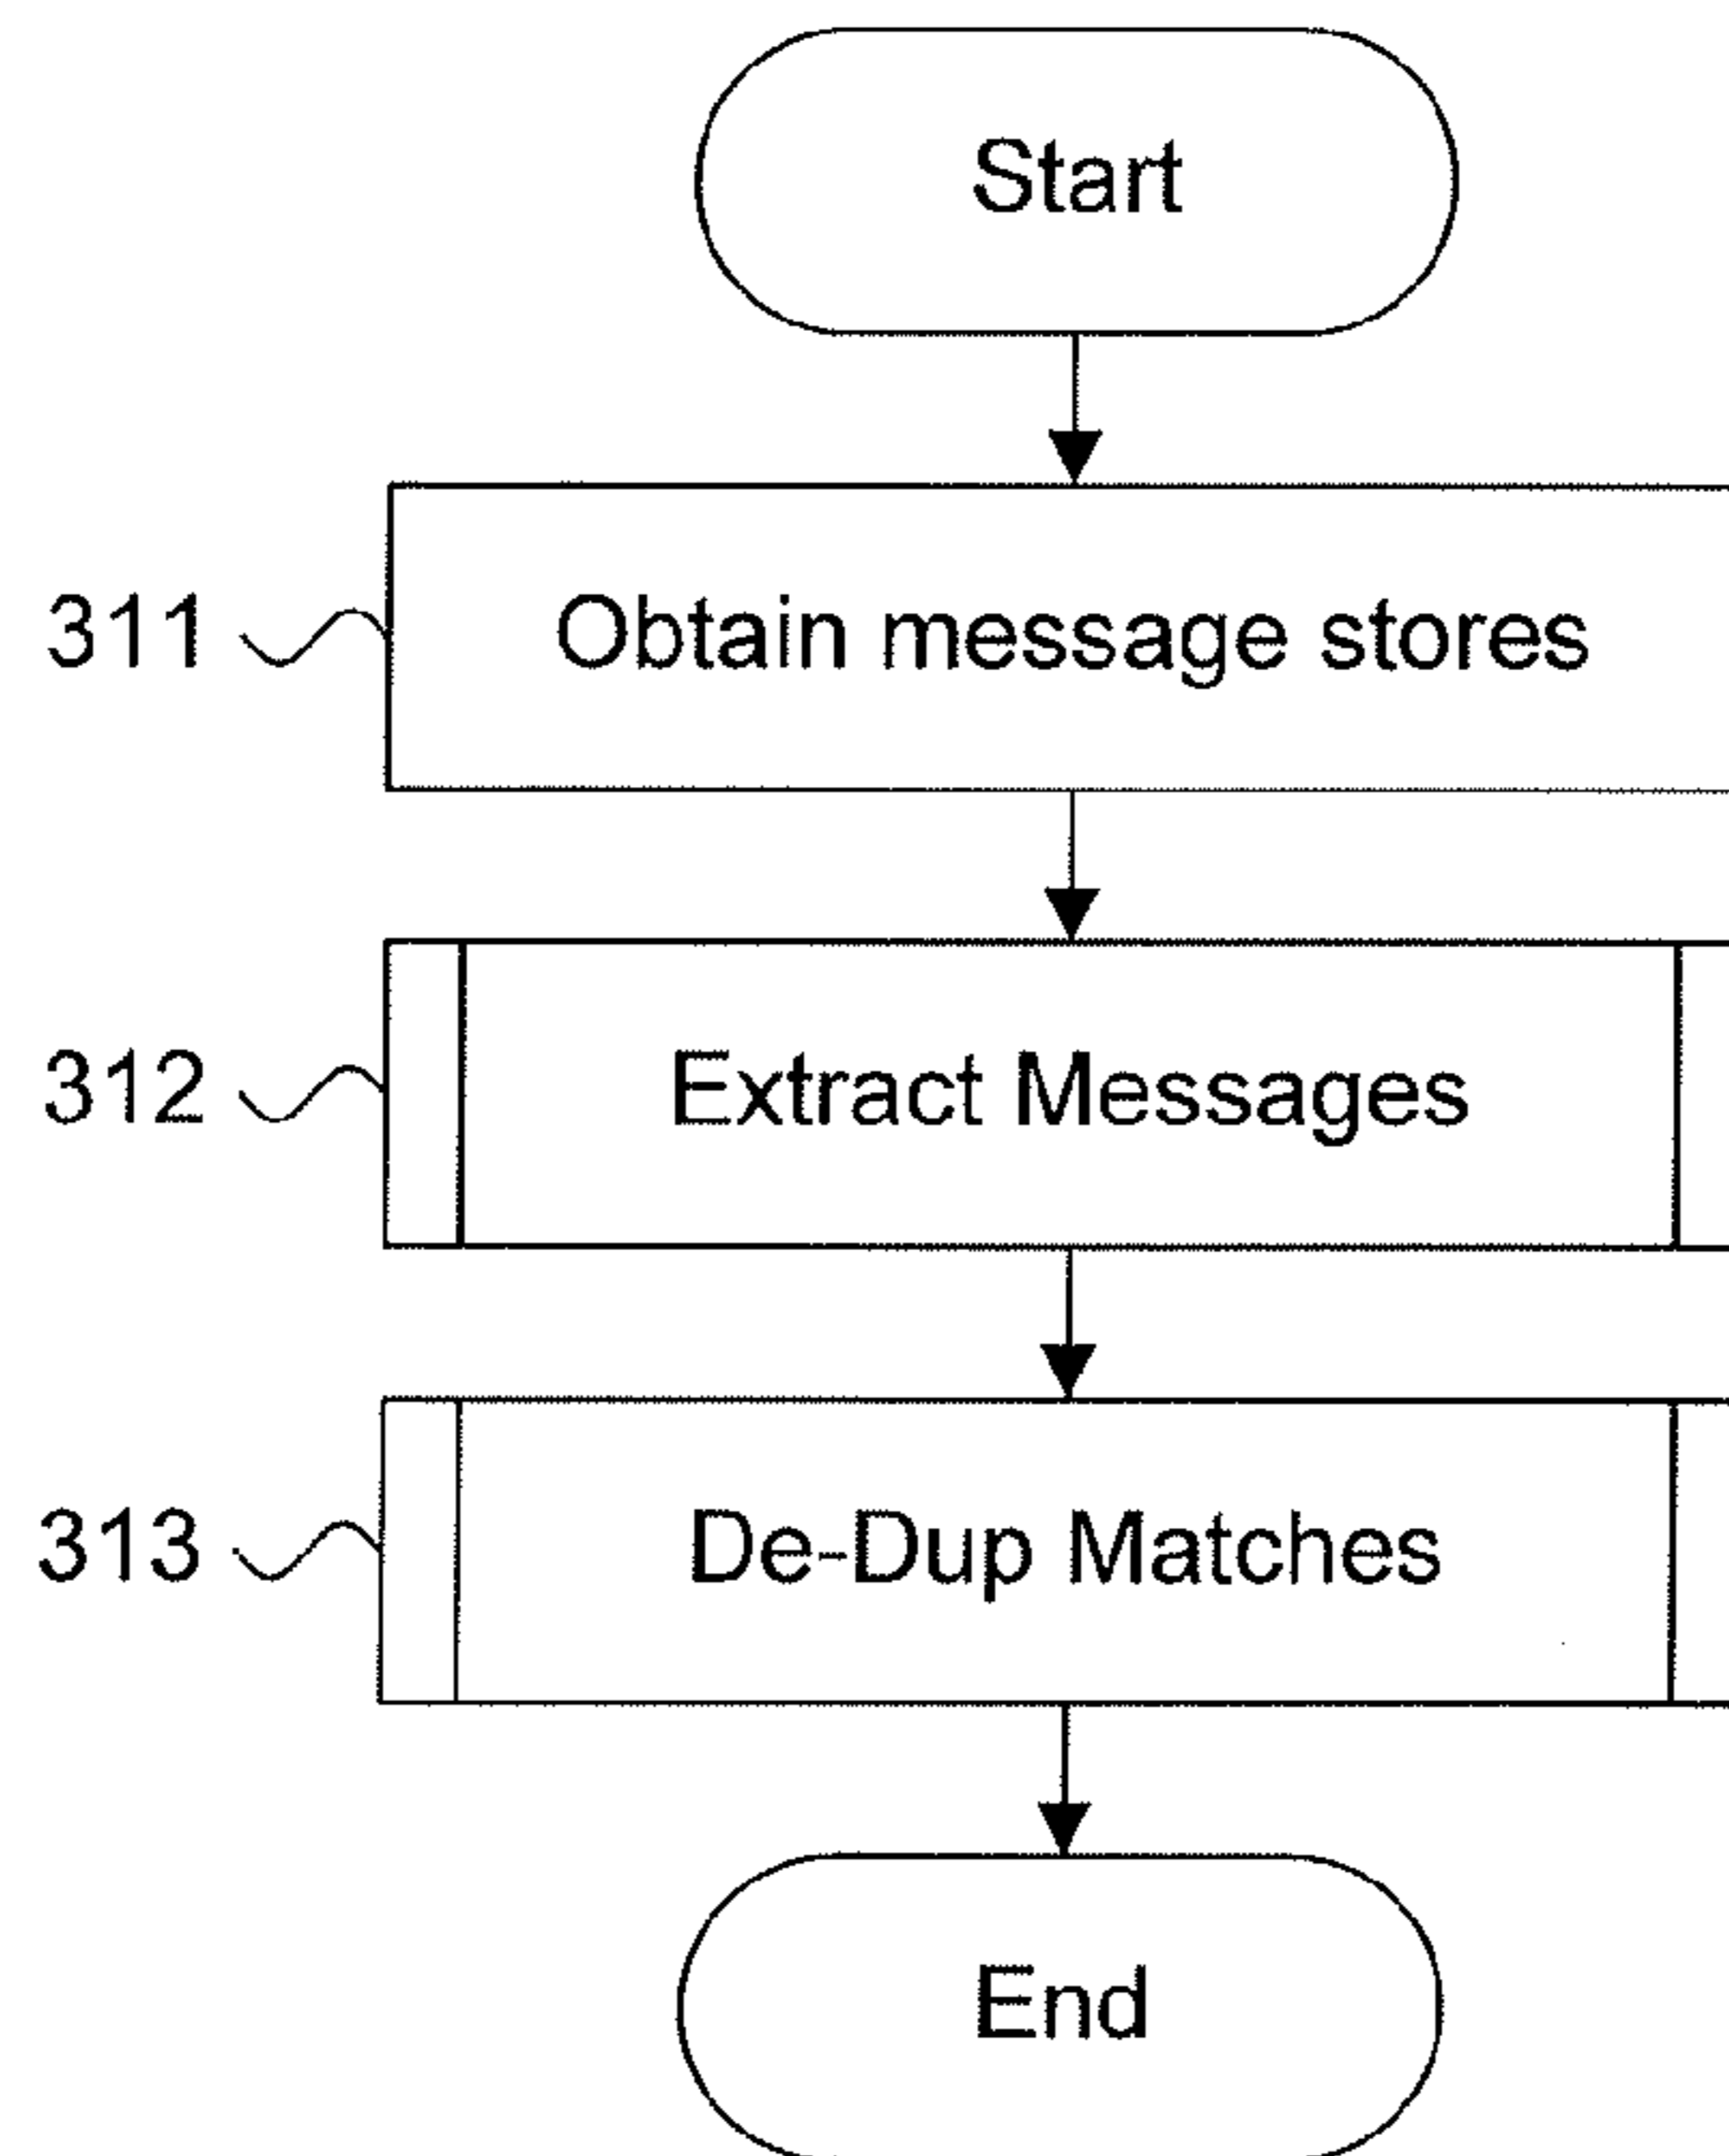 Start
311 Obtain message stores
312 Extract Messages
313 De-Dup Matches
End